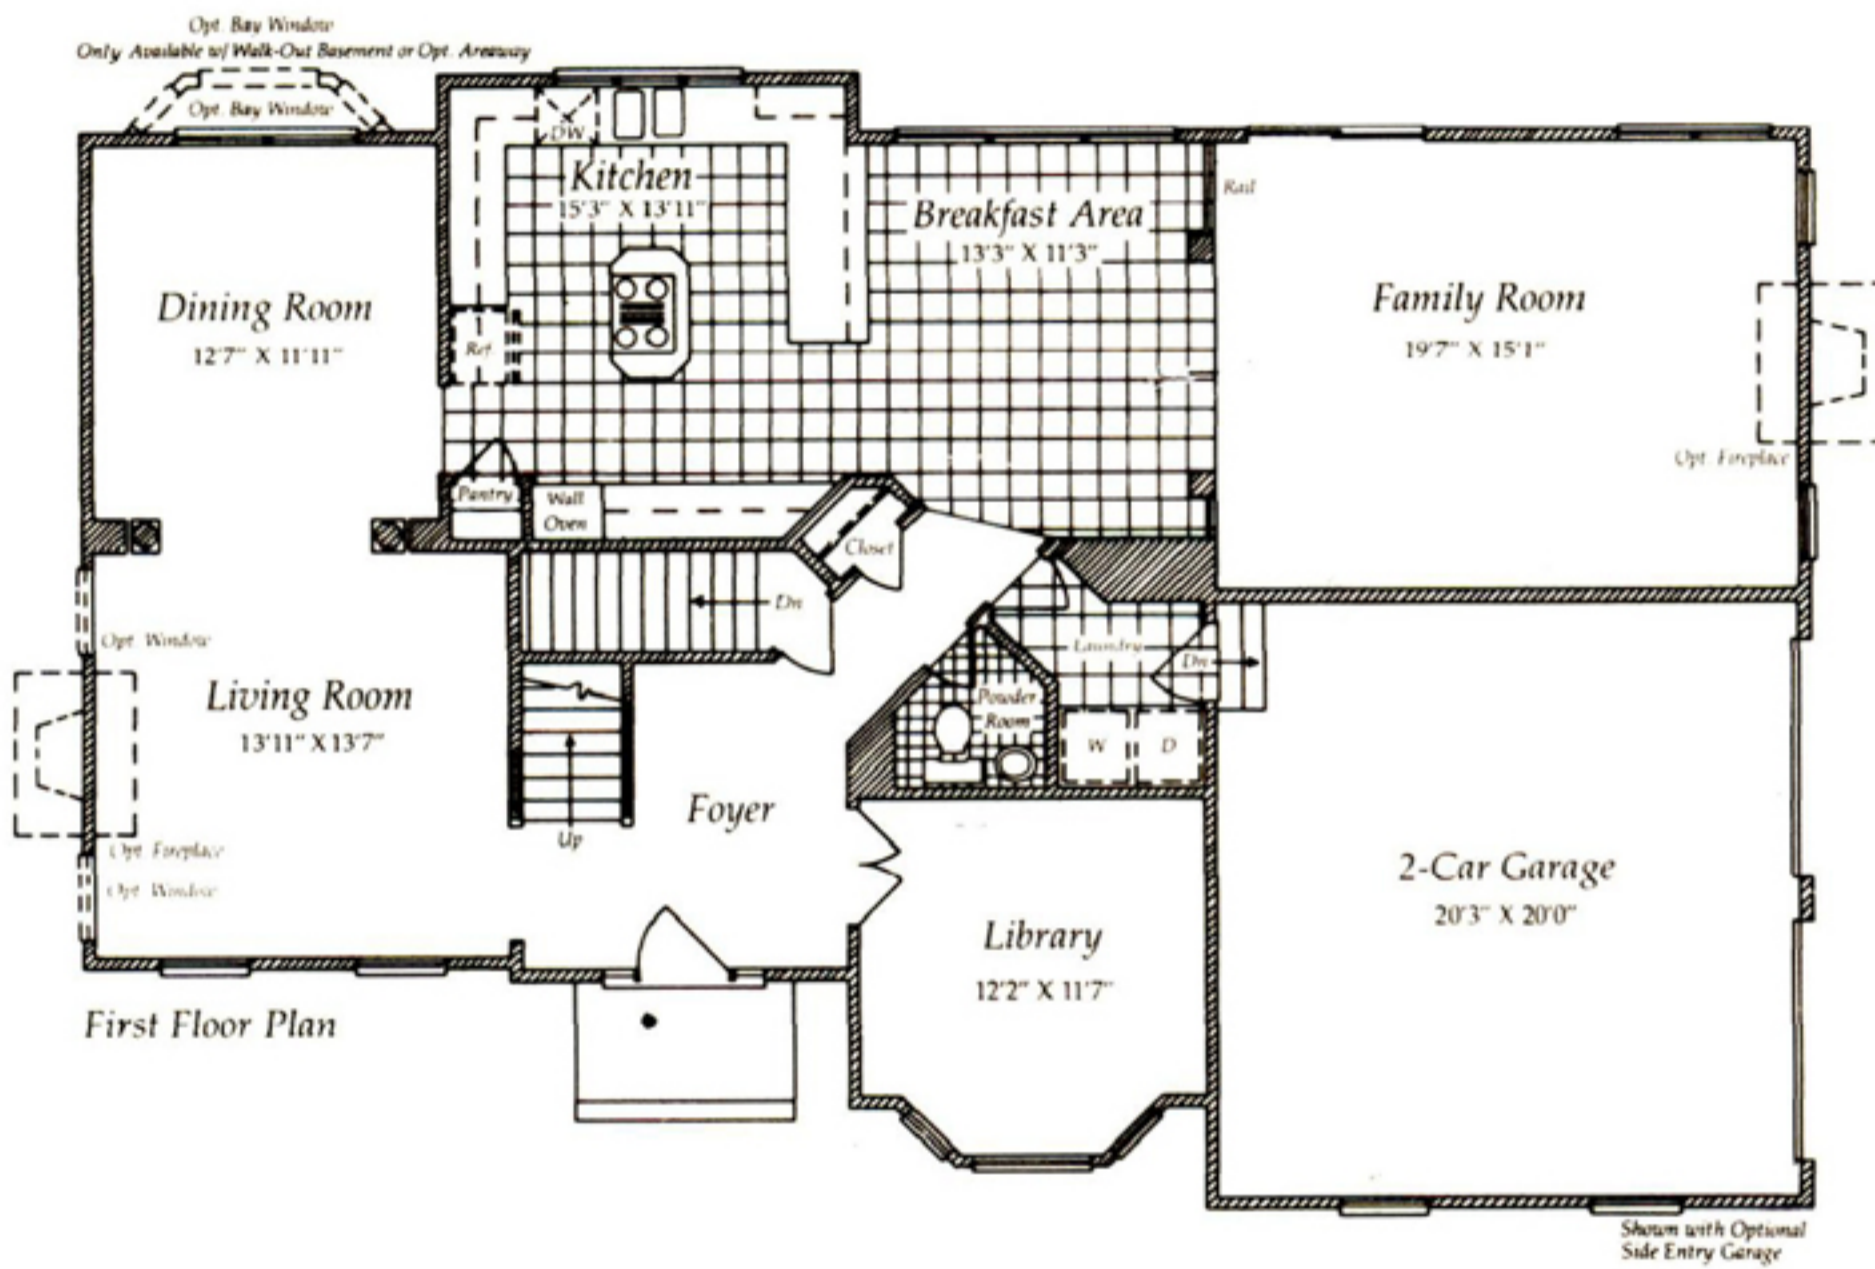 Opt. Bay Window
Only Available w/ Walk-Out Basement or Opt. Areaway
Opt. Bay Window
DW
Kitchen
15'3" X 13'11"
Breakfast Area
13'3" X 11'3"
Rail
Dining Room
12'7" X 11'11"
Ref.
Family Room
19'7" X 15'1"
Opt. Fireplace
Pantry
Wall
Oven
Closet
Dn
Opt. Window
Laundry
Dn
Living Room
13'11" X 13'7"
Powder
Room
W
D
Foyer
Up
Opt. Fireplace
Opt. Window
2-Car Garage
20'3" X 20'0"
Library
12'2" X 11'7"
First Floor Plan
Shown with Optional
Side Entry Garage